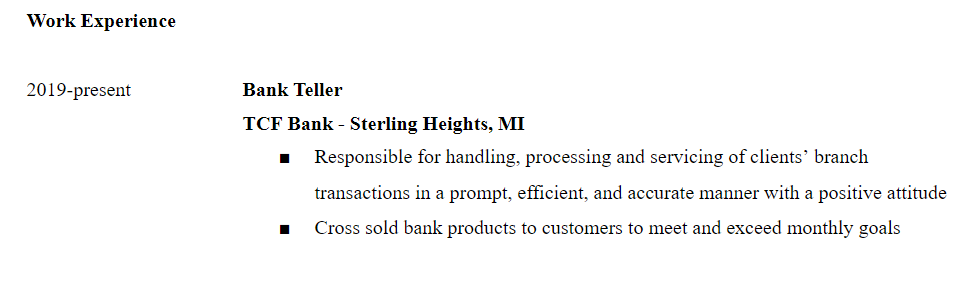 Work Experience
2019-present
Bank Teller
TCF Bank - Sterling Heights, MI
■ Responsible for handling, processing and servicing of clients’ branch
transactions in a prompt, efficient, and accurate manner with a positive attitude
■ Cross sold bank products to customers to meet and exceed monthly goals